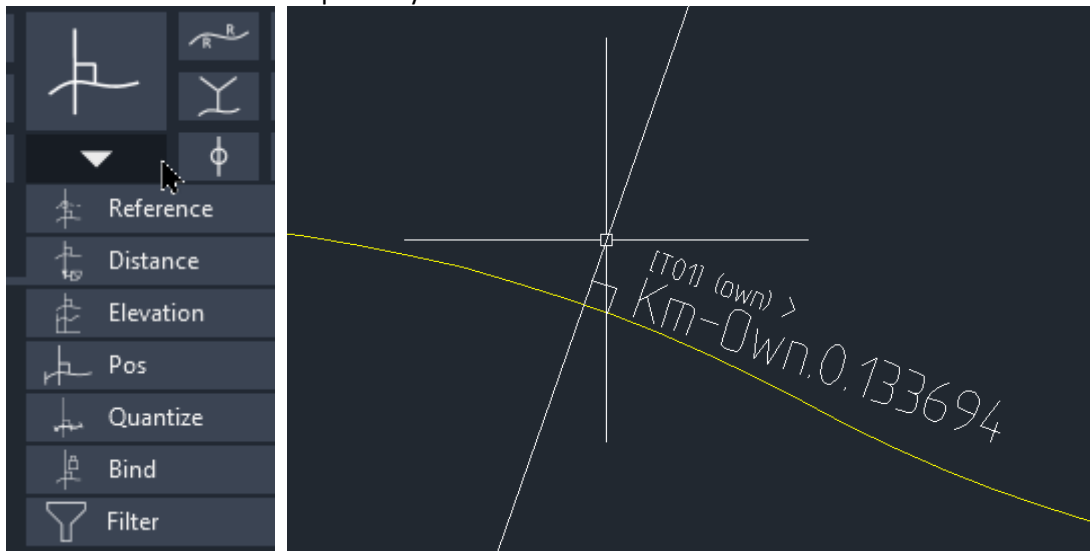 R R
Reference
Distance
Elevation
Pos
Quantize
Bind
Filter
[T01] (own) >
Km-Own.0.133694